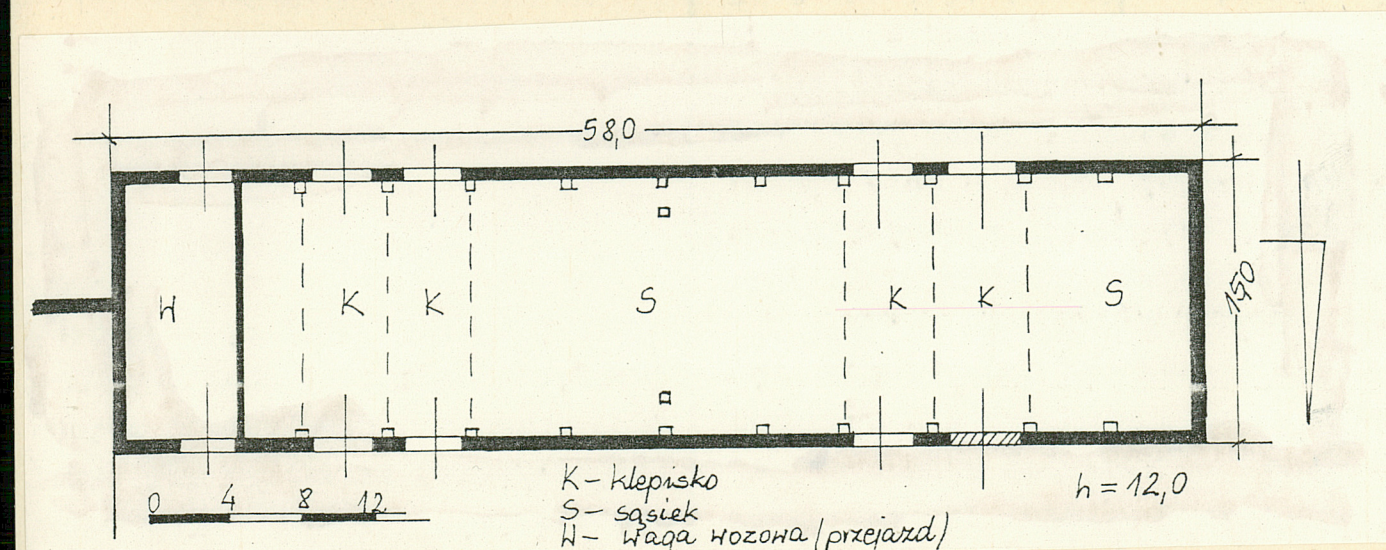 58,0
W K K S K K S
15,0
0 4 8 12
h = 12,0
K - klepisko
S - sąsiek
W - waga wozowa (przejazd)